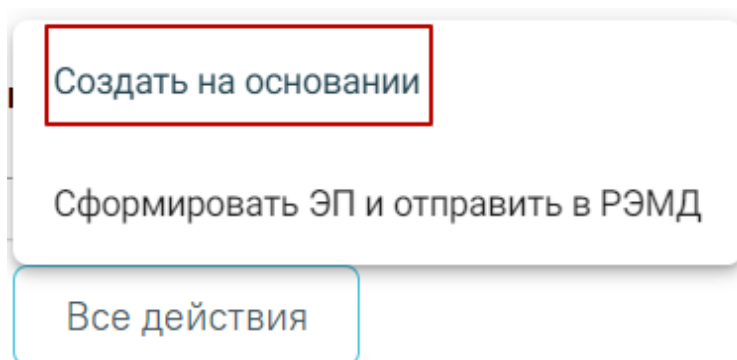 Создать на основании
Сформировать ЭП и отправить в РЭМД
Все действия